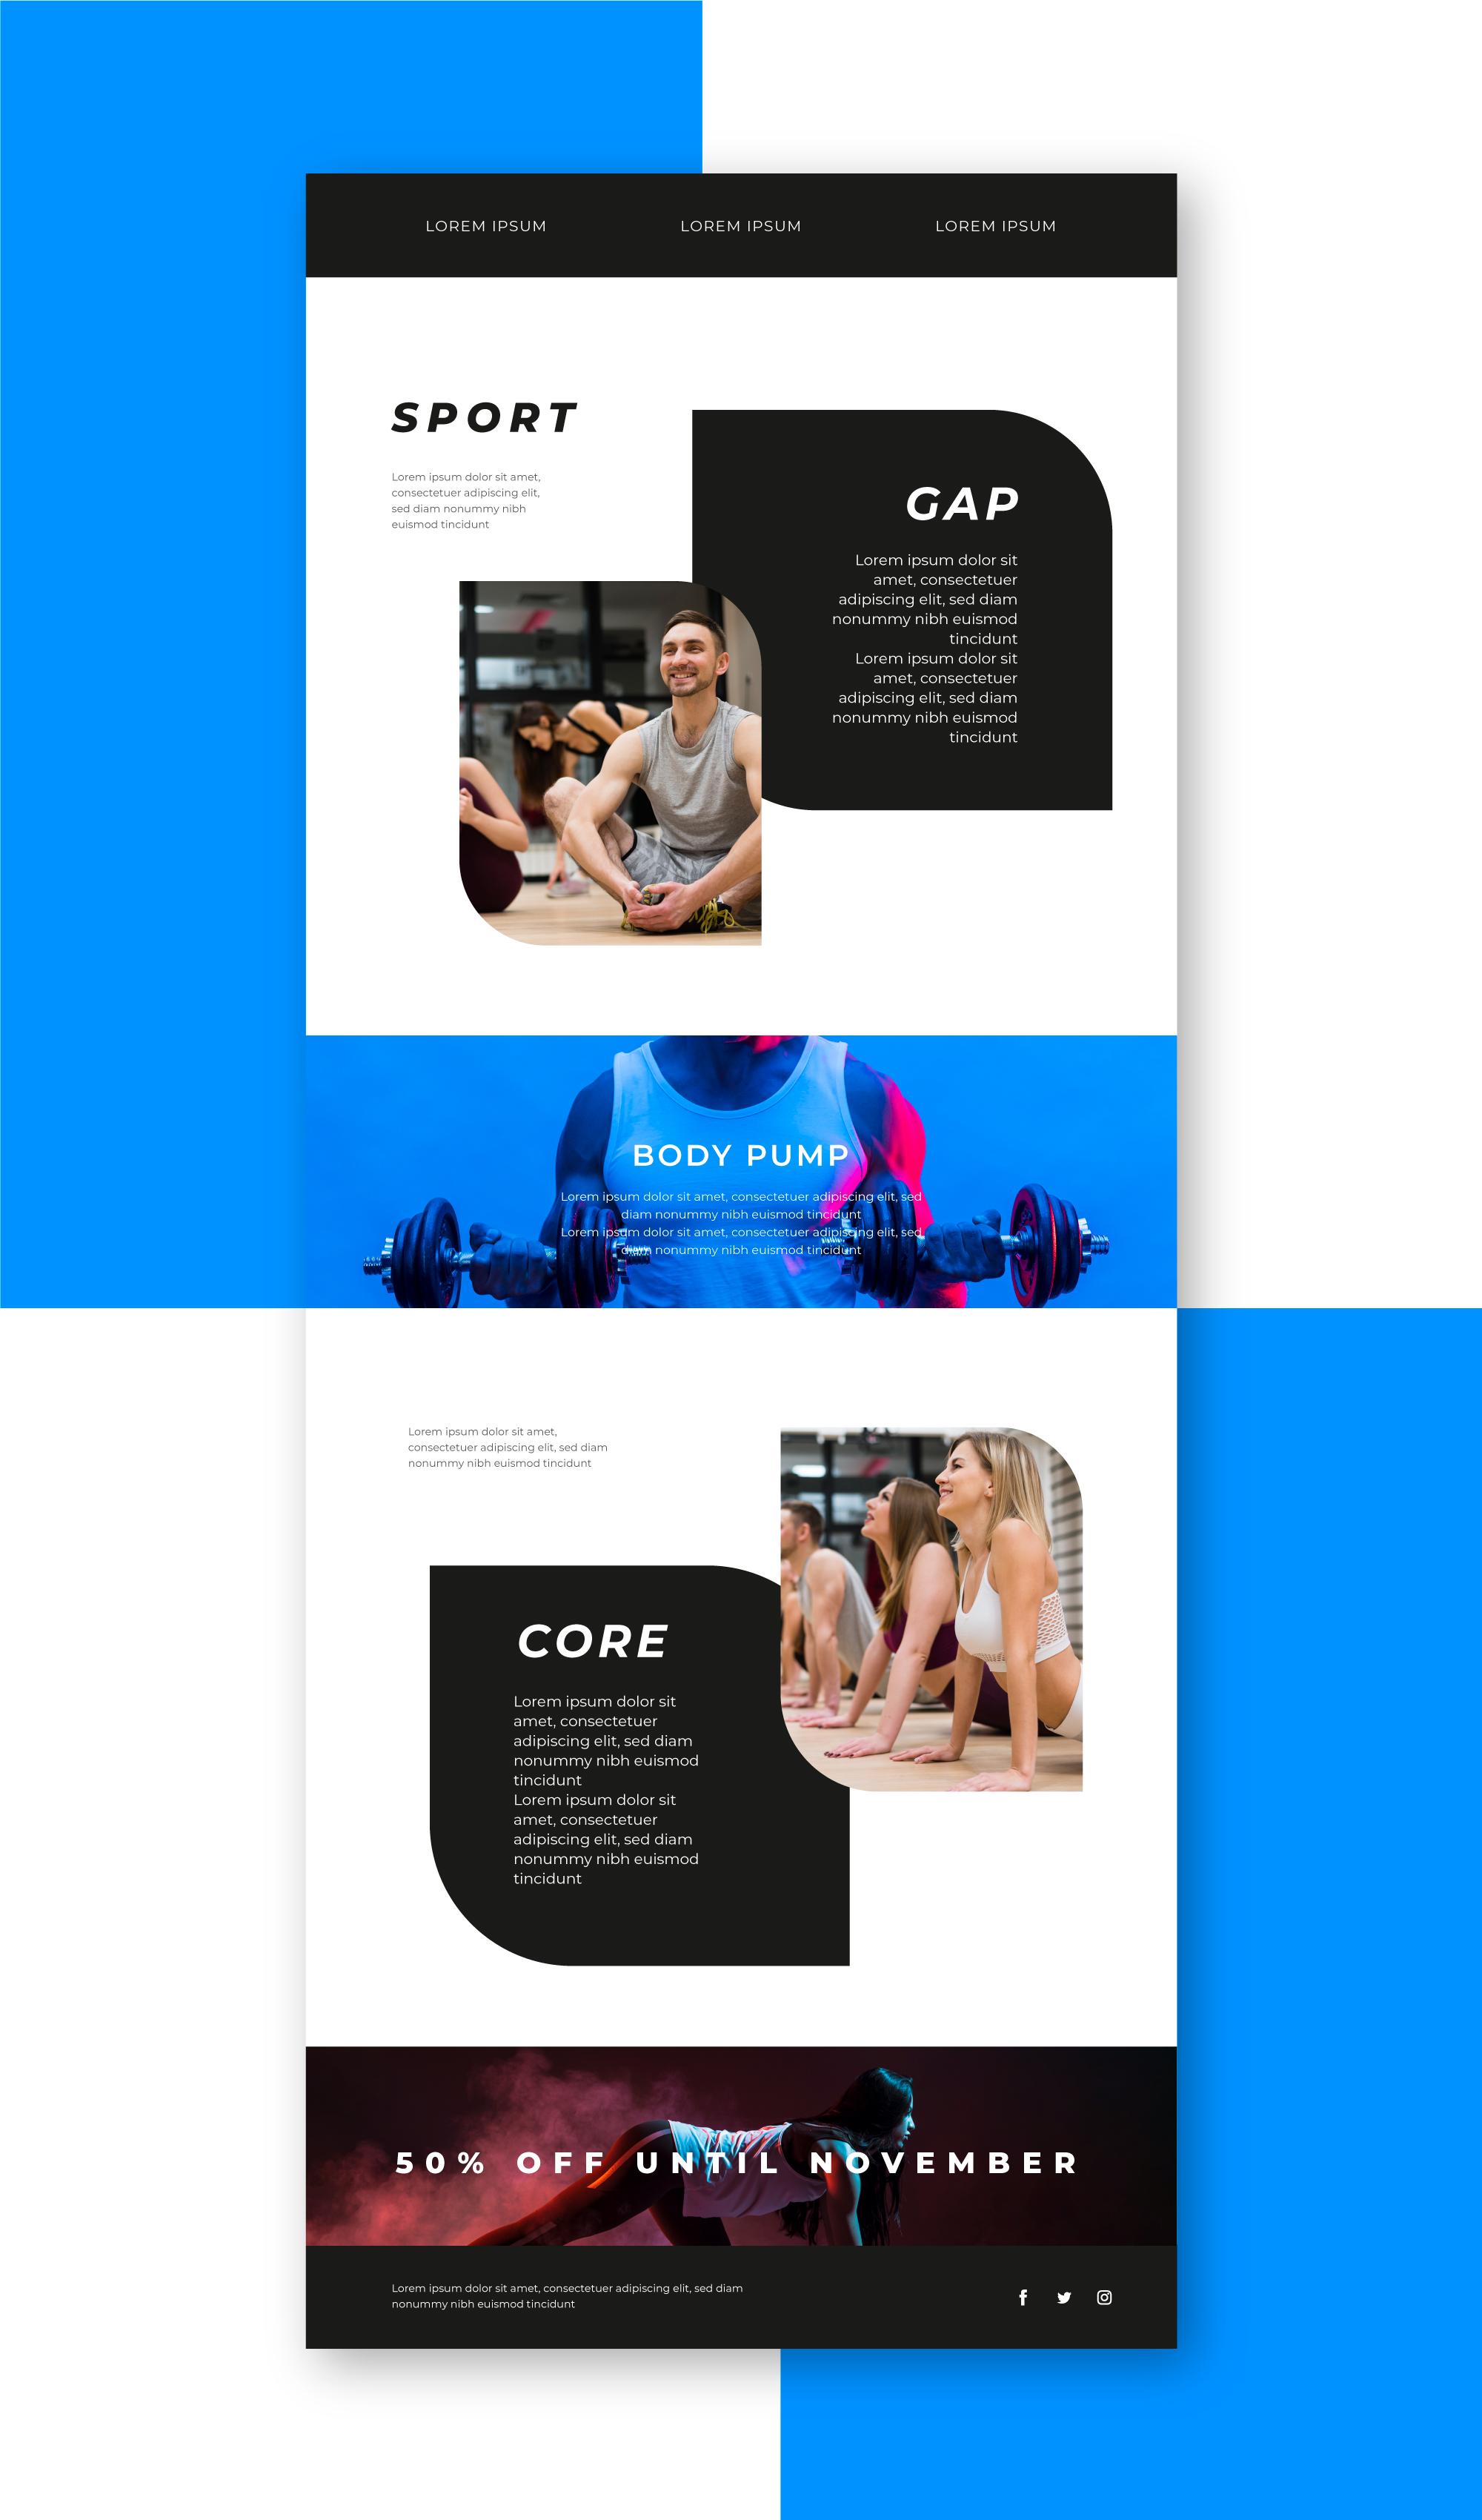 LOREM IPSUM
LOREM IPSUM
LOREM IPSUM
SPORT
Lorem ipsum dolor sit amet,
consectetuer adipiscing elit,
sed diam nonummy nibh
euismod tincidunt
GAP
Lorem ipsum dolor sit
amet, consectetuer
adipiscing elit, sed diam
nonummy nibh euismod
tincidunt
Lorem ipsum dolor sit
amet, consectetuer
adipiscing elit, sed diam
nonummy nibh euismod
tincidunt
BODY PUMP
Lorem ipsum dolor sit amet, consectetuer adipiscing elit, sed
diam nonummy nibh euismod tincidunt
Lorem ipsum dolor sit amet, consectetuer adipiscing elit, sed
diam nonummy nibh euismod tincidunt
Lorem ipsum dolor sit amet,
consectetuer adipiscing elit, sed diam
nonummy nibh euismod tincidunt
CORE
Lorem ipsum dolor sit
amet, consectetuer
adipiscing elit, sed diam
nonummy nibh euismod
tincidunt
Lorem ipsum dolor sit
amet, consectetuer
adipiscing elit, sed diam
nonummy nibh euismod
tincidunt
50% OFF UNTIL NOVEMBER
Lorem ipsum dolor sit amet, consectetuer adipiscing elit, sed diam
nonummy nibh euismod tincidunt